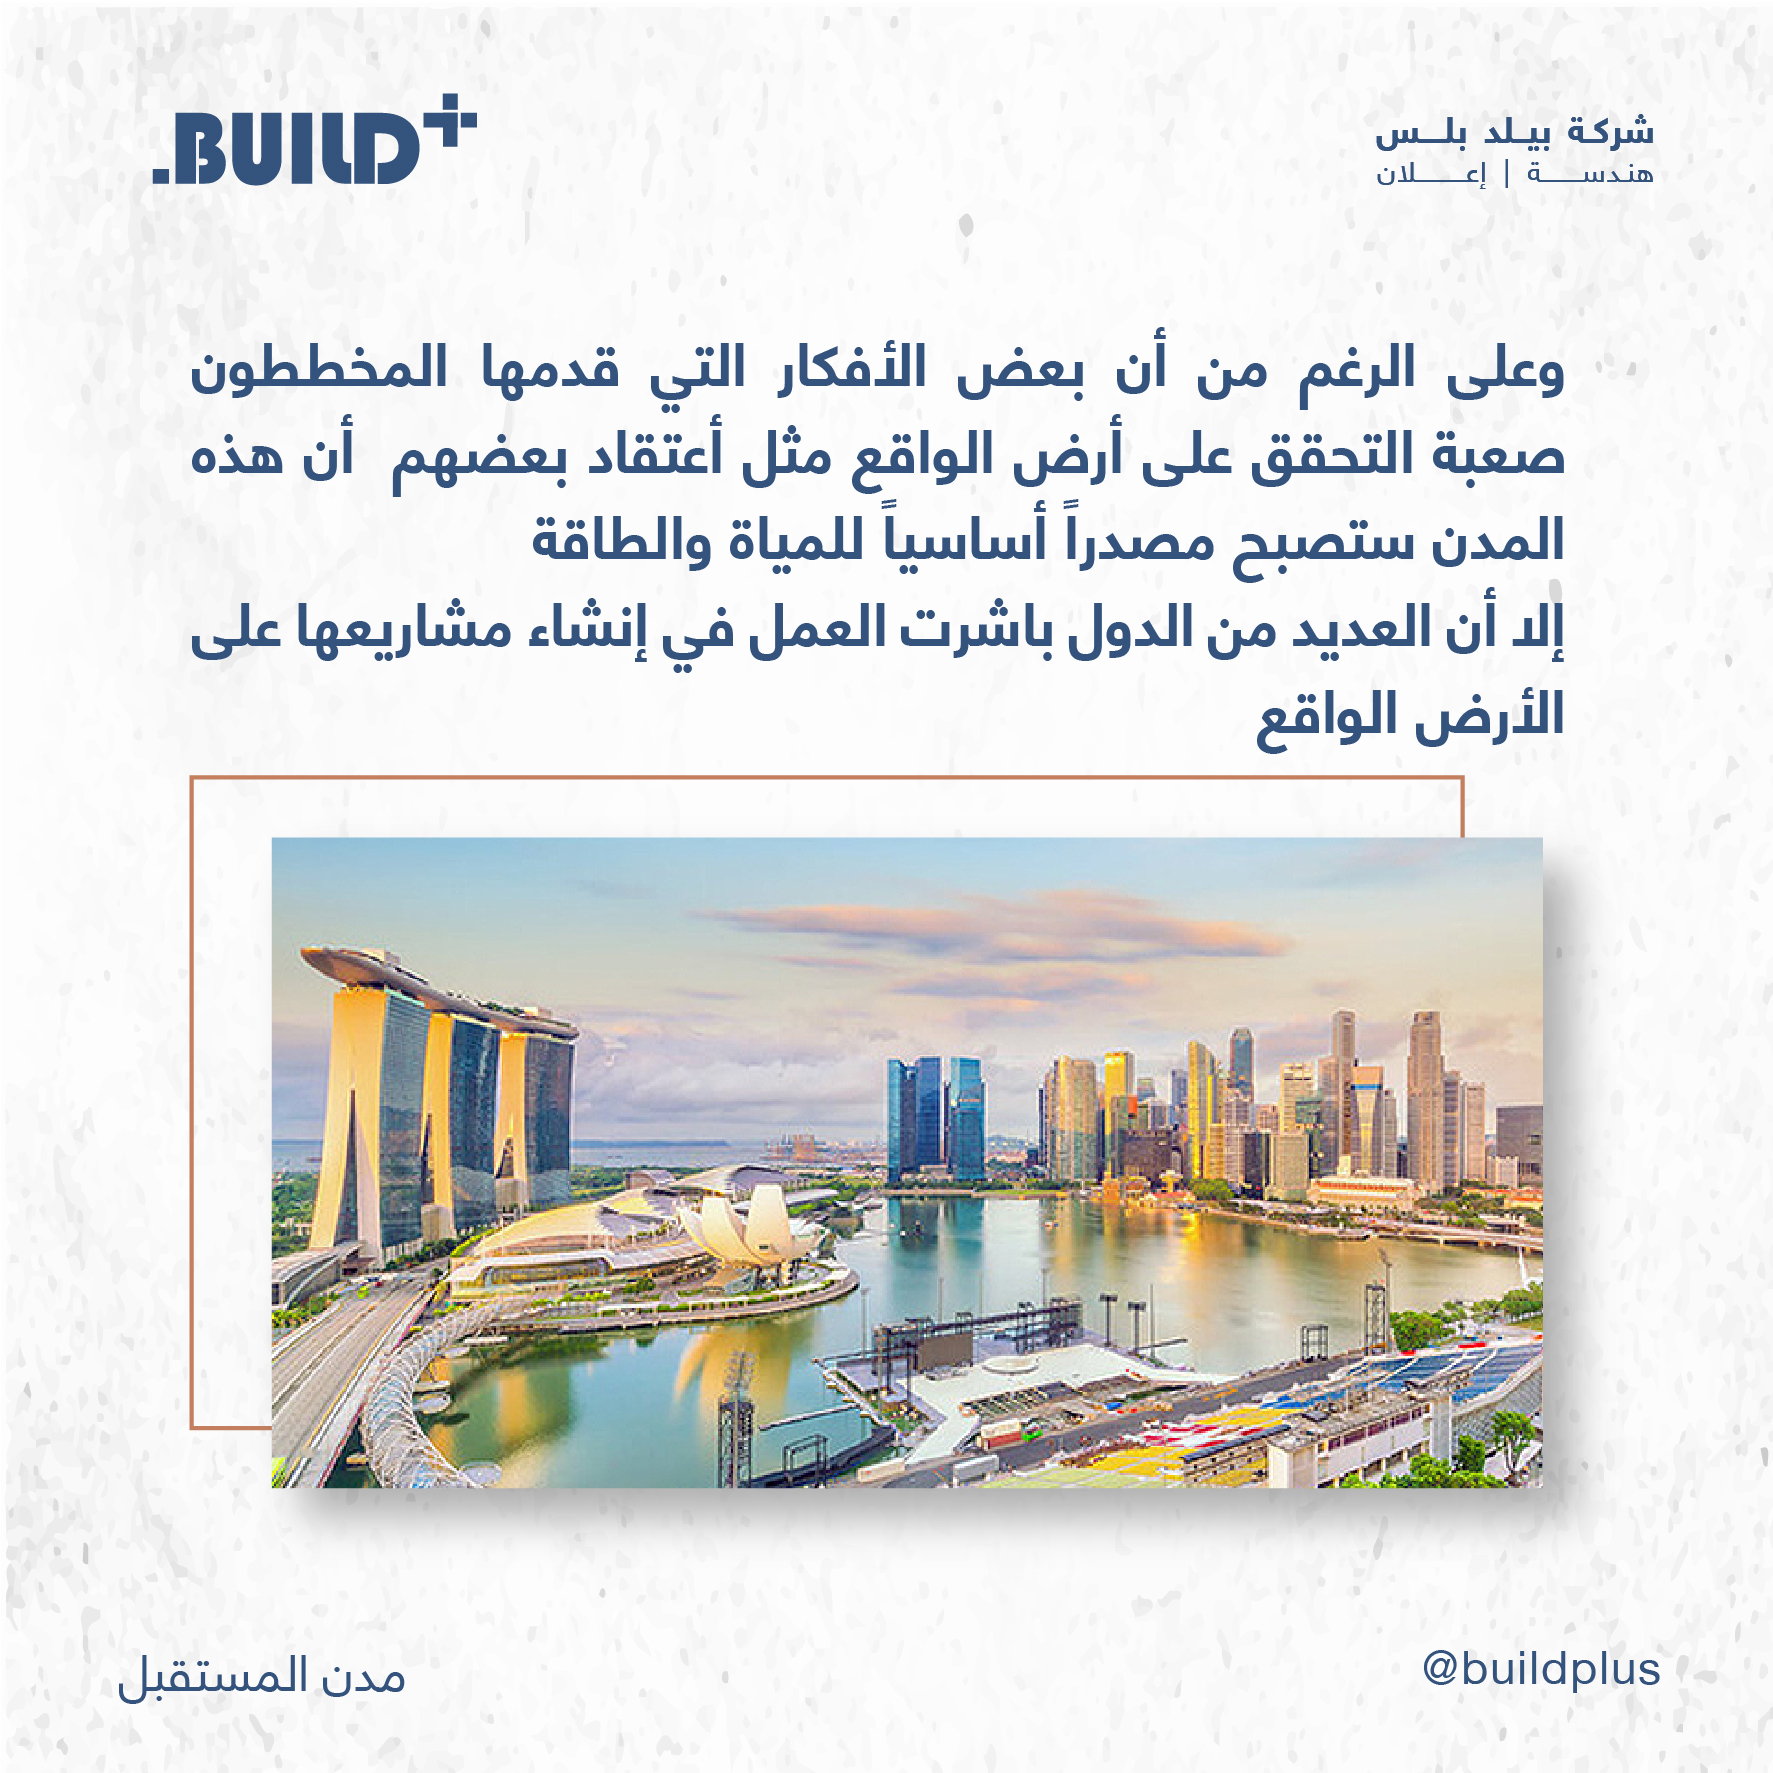 .BUILD+
شركة بيلد بلس
هندسة | إعلان
وعلى الرغم من أن بعض الأفكار التي قدمها المخططون
صعبة التحقق على أرض الواقع مثل أعتقاد بعضهم أن هذه
المدن ستصبح مصدراً أساسياً للمياة والطاقة
إلا أن العديد من الدول باشرت العمل في إنشاء مشاريعها على
الأرض الواقع
مدن المستقبل
@buildplus